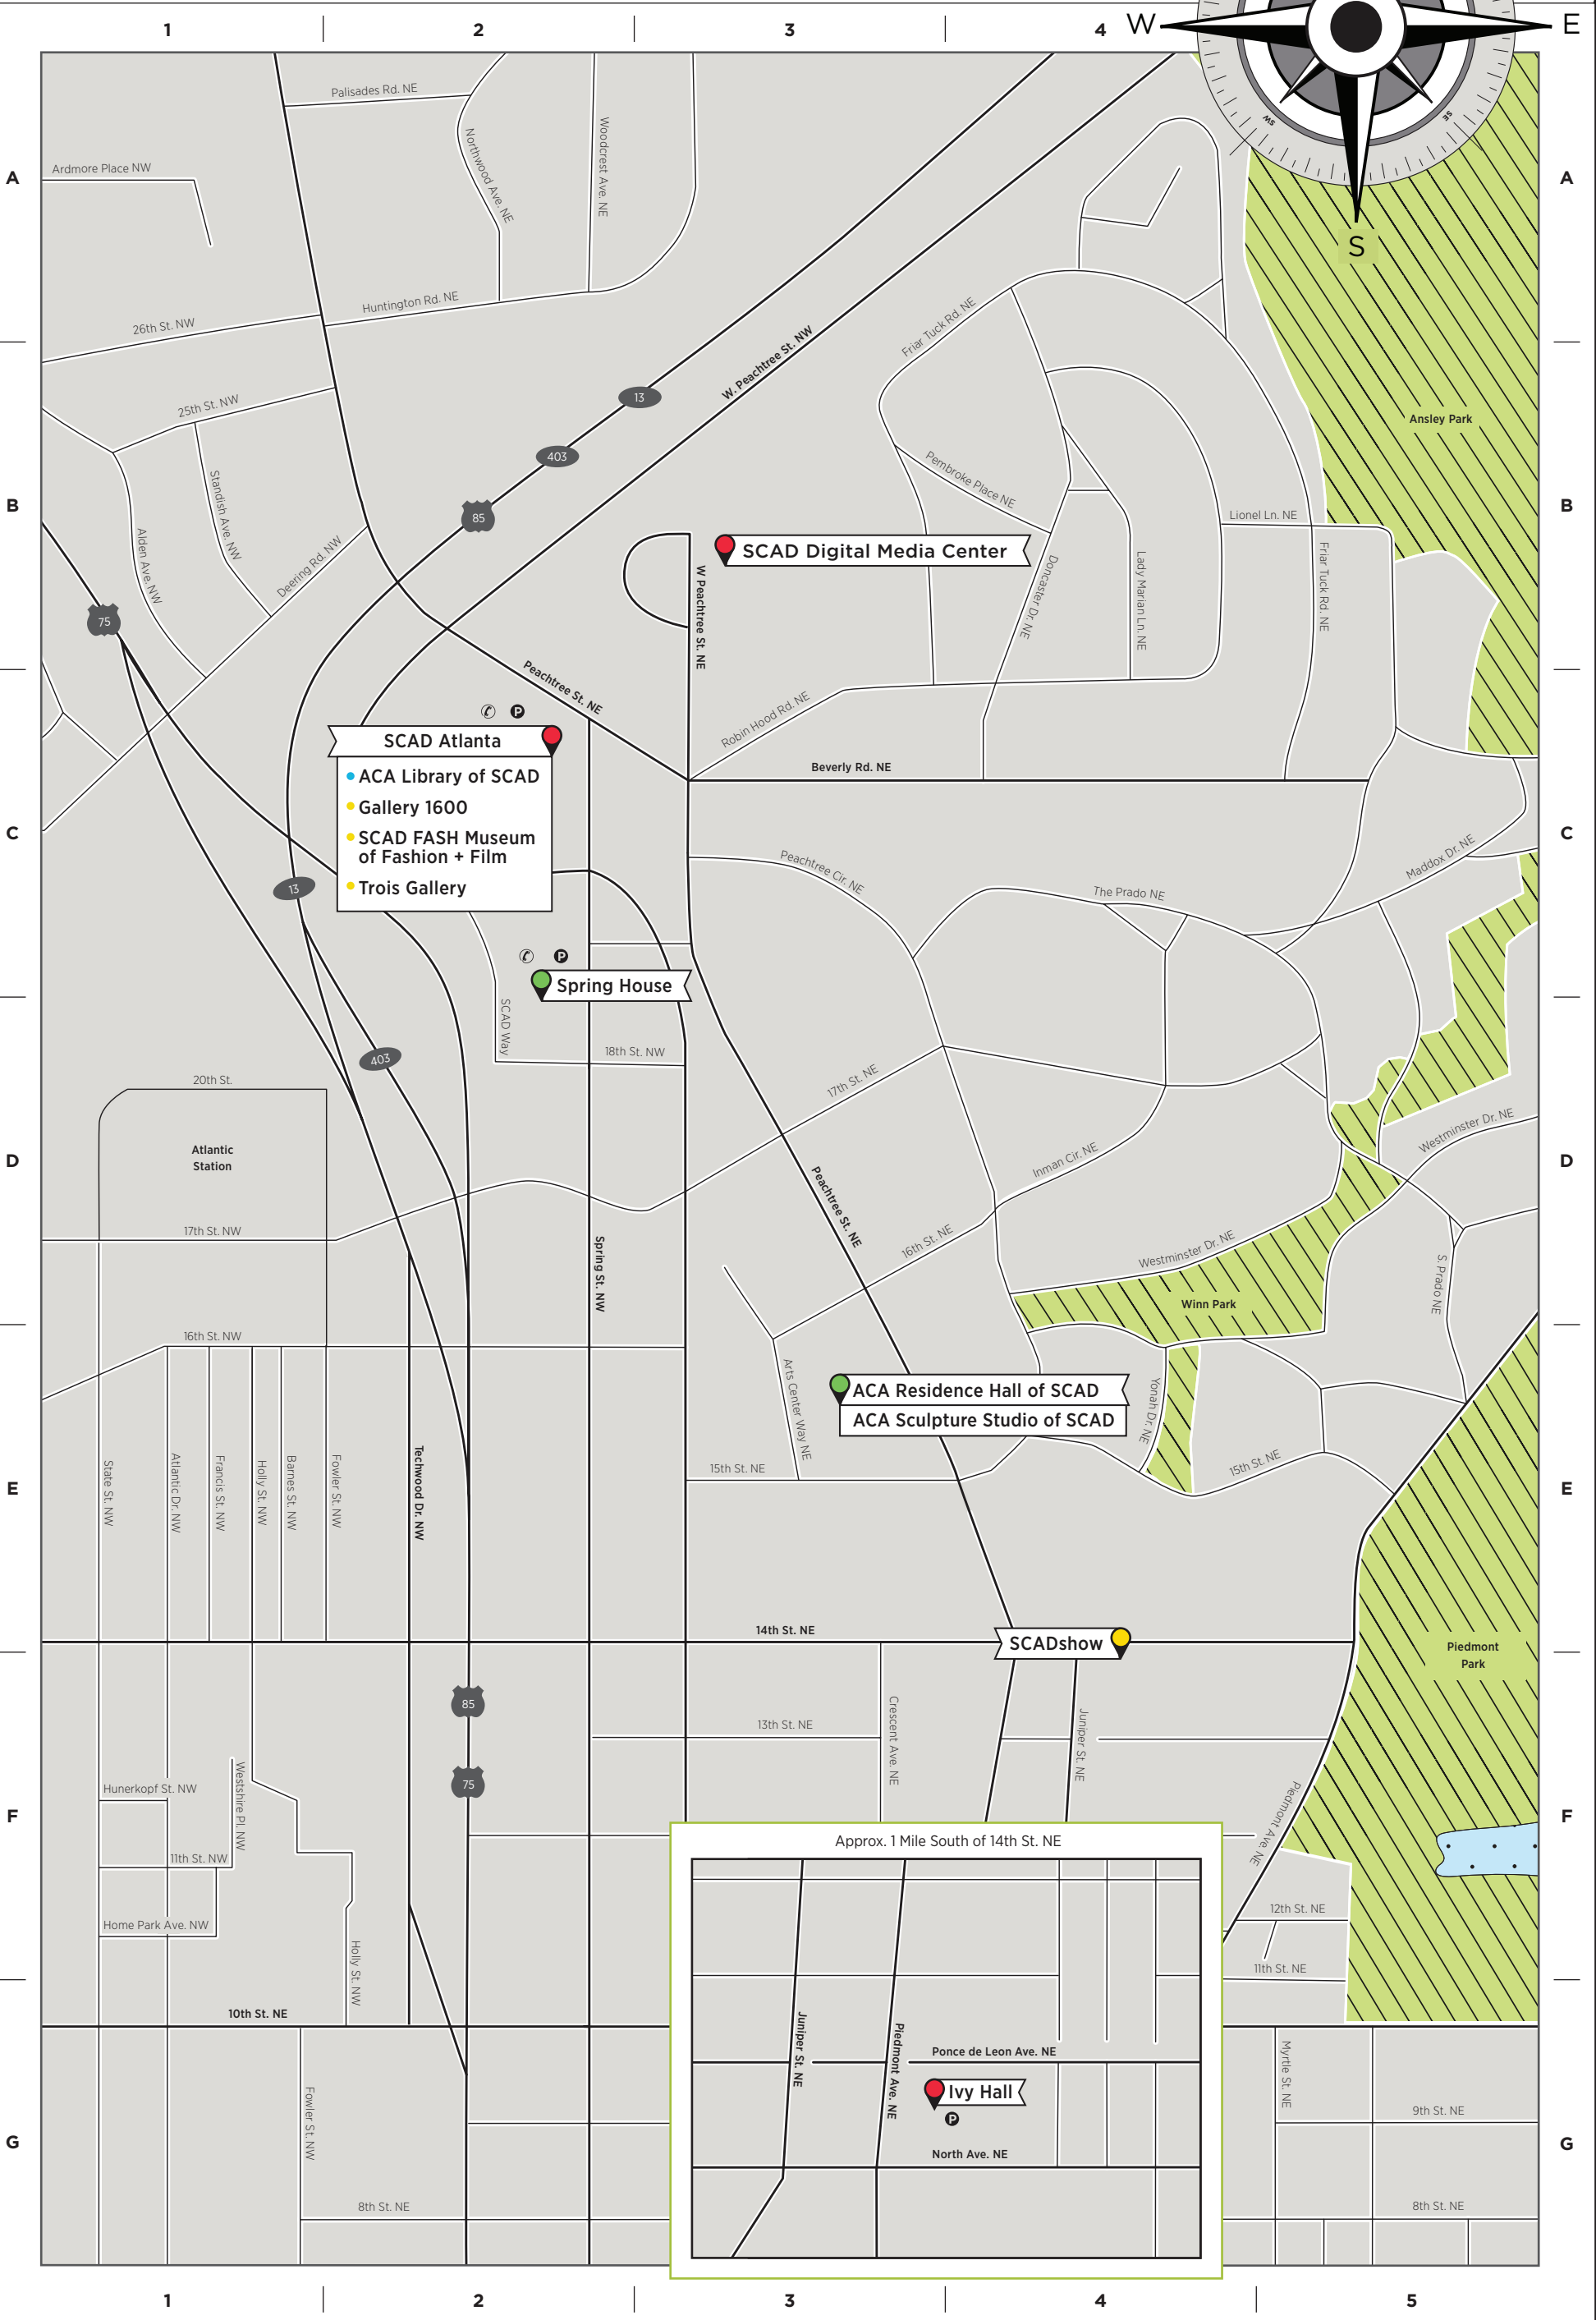 1
2
3
4
W
E
Palisades Rd. NE
Northwood Ave. NE
Woodcrest Ave. NE
SW
SE
A
Ardmore Place NW
A
S
Huntington Rd. NE
26th St. NW
Friar Tuck Rd. NE
W. Peachtree St. NW
13
25th St. NW
403
Ansley Park
Standish Ave. NW
Pembroke Place NE
B
85
Lionel Ln. NE
B
Alden Ave. NW
Deering Rd. NW
SCAD Digital Media Center
W Peachtree St. NE
Doncaster Dr. NE
Lady Marian Ln. NE
Friar Tuck Rd. NE
75
Peachtree St. NE
P
Robin Hood Rd. NE
SCAD Atlanta
Beverly Rd. NE
ACA Library of SCAD
Gallery 1600
C
SCAD FASH Museum
of Fashion + Film
C
Trois Gallery
13
Peachtree Cir. NE
The Prado NE
Maddox Dr. NE
P
Spring House
SCAD Way
403
18th St. NW
20th St.
17th St. NE
Atlantic
Station
D
Inman Cir. NE
Westminster Dr. NE
D
Peachtree St. NE
17th St. NW
16th St. NE
Westminster Dr. NE
Spring St. NW
S. Prado NE
Winn Park
16th St. NW
Arts Center Way NE
ACA Residence Hall of SCAD
ACA Sculpture Studio of SCAD
Yonah Dr. NE
15th St. NE
15th St. NE
E
State St. NW
Atlantic Dr. NW
Francis St. NW
Holly St. NW
Barnes St. NW
Fowler St. NW
Techwood Dr. NW
E
14th St. NE
SCADshow
Piedmont
Park
85
13th St. NE
Crescent Ave. NE
Juniper St. NE
75
Hunerkopf St. NW
Westshire Pl. NW
F
Piedmont Ave. NE
F
11th St. NW
Approx. 1 Mile South of 14th St. NE
Home Park Ave. NW
12th St. NE
Holly St. NW
11th St. NE
10th St. NE
Juniper St. NE
Piedmont Ave. NE
Ponce de Leon Ave. NE
Ivy Hall
P
North Ave. NE
Myrtle St. NE
Fowler St. NW
9th St. NE
G
G
8th St. NE
8th St. NE
1
2
3
4
5